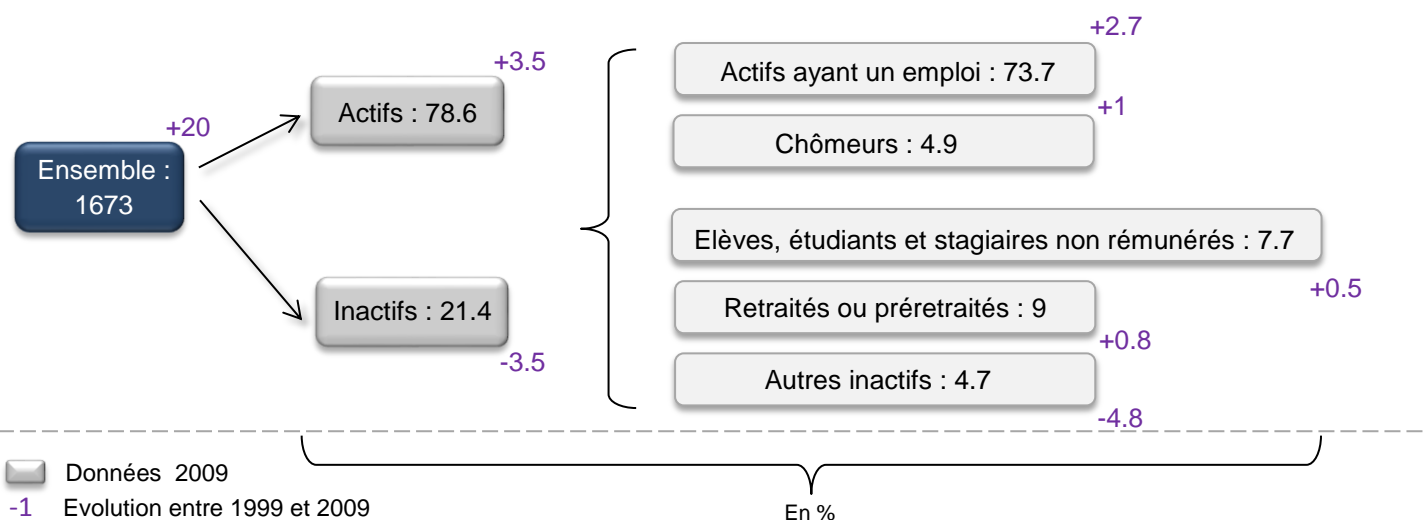 +20
Ensemble :
1673
+3.5
Actifs : 78.6
Inactifs : 21.4
-3.5
+2.7
Actifs ayant un emploi : 73.7
+1
Chômeurs : 4.9
Elèves, étudiants et stagiaires non rémunérés : 7.7
+0.5
Retraités ou préretraités : 9
+0.8
Autres inactifs : 4.7
-4.8
Données 2009
-1 Evolution entre 1999 et 2009
En %